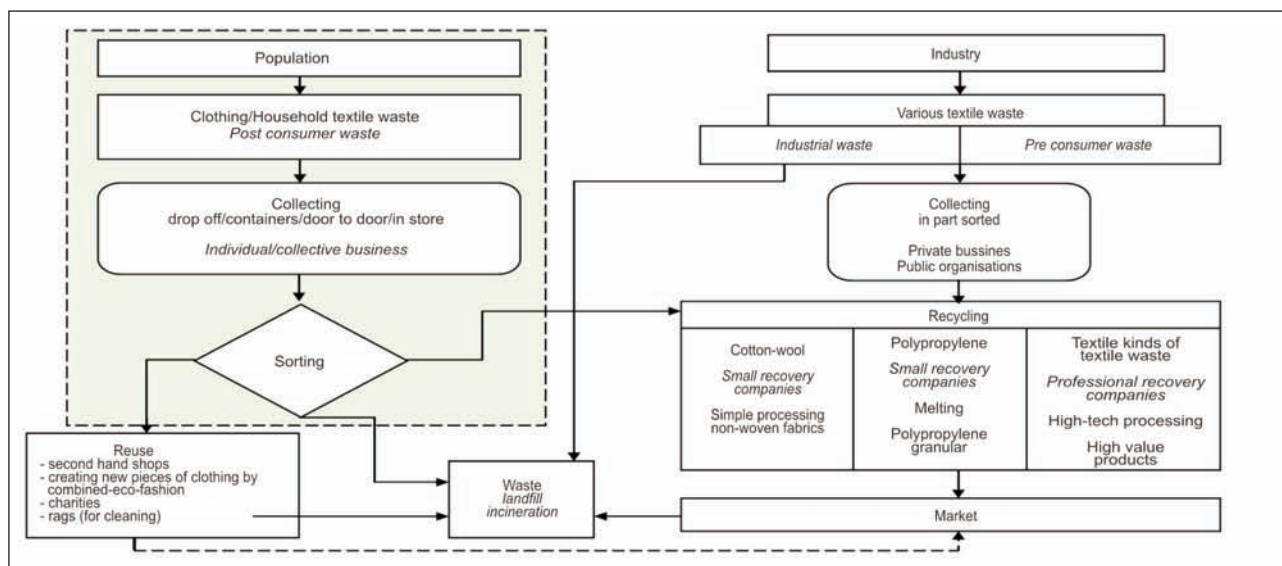 Population
Clothing/Household textile waste
Post consumer waste
Collecting
drop off/containers/door to door/in store
Individual/collective business
Sorting
Reuse
- second hand shops
- creating new pieces of clothing by
combined-eco-fashion
- charities
- rags (for cleaning)
Waste
landfill
incineration
Industry
Various textile waste
Industrial waste
Pre consumer waste
Collecting
in part sorted
Private bussines
Public organisations
Recycling
Cotton-wool
Small recovery
companies
Simple processing
non-woven fabrics
Polypropylene
Small recovery
companies
Melting
Polypropylene
granular
Textile kinds of
textile waste
Professional recovery
companies
High-tech processing
High value
products
Market